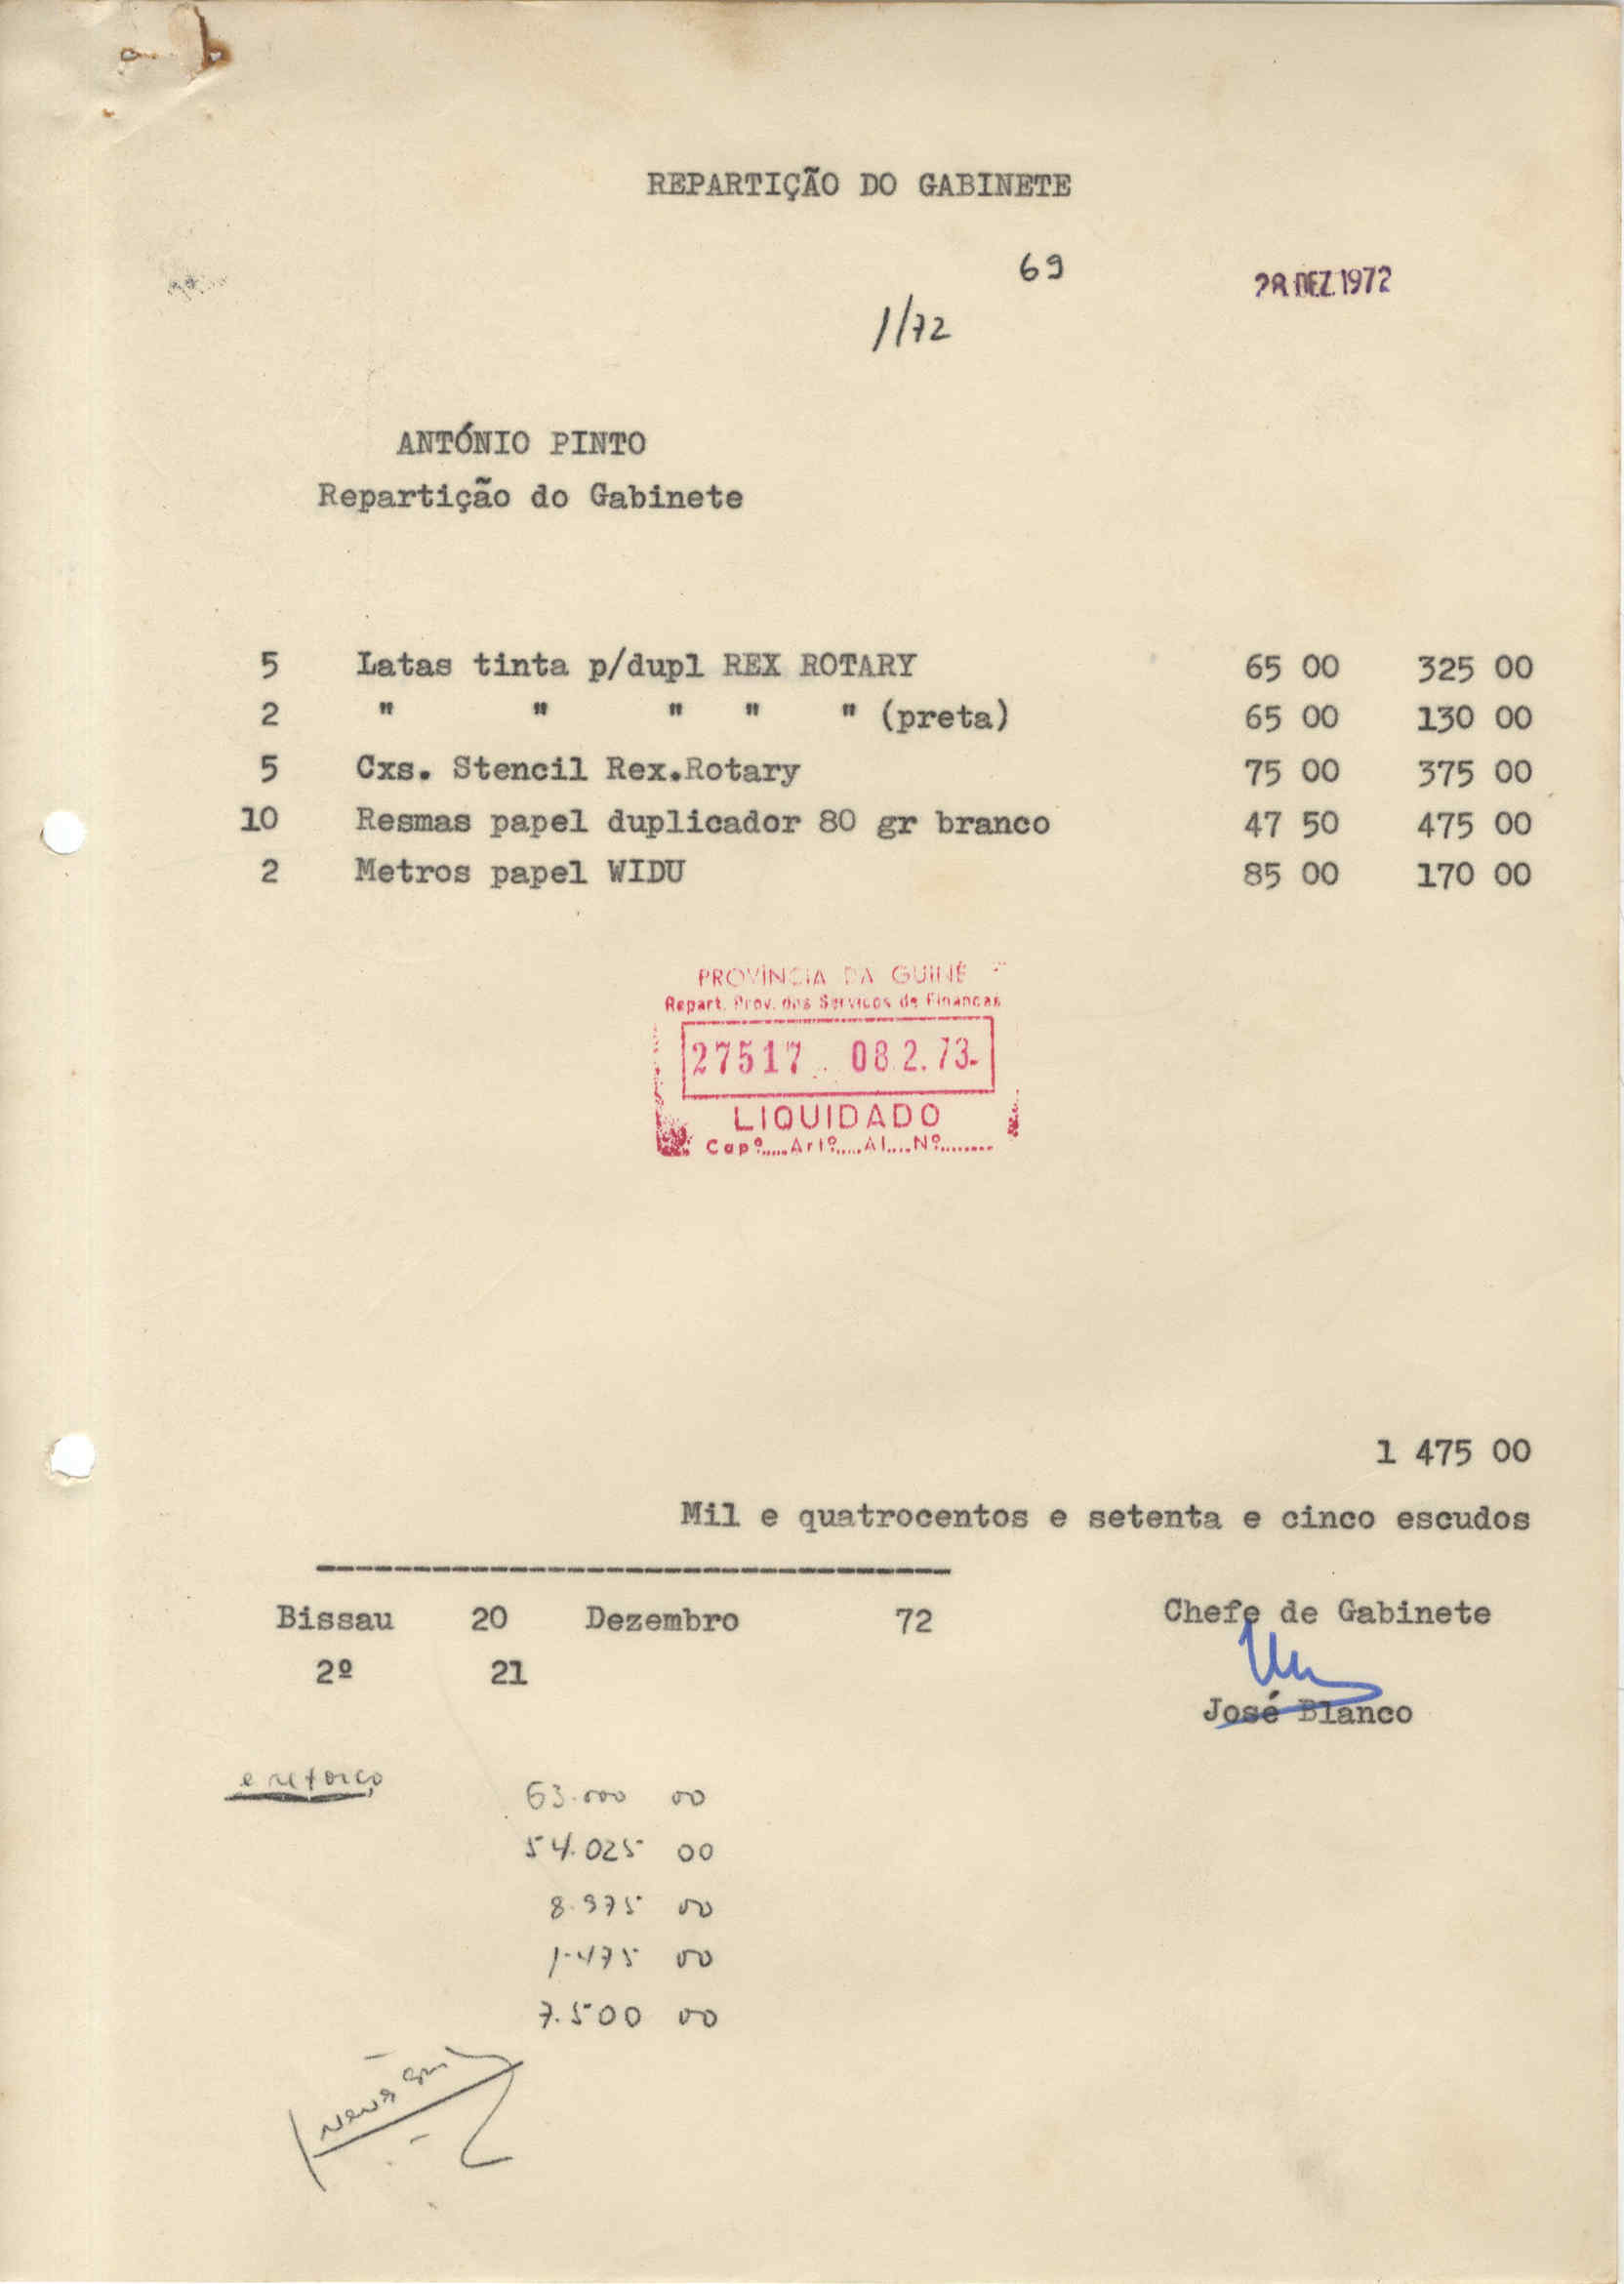 REPARTIÇÃO DO GABINETE
69
28 DEZ. 1972
1/72
ANTÓNIO PINTO
Repartição do Gabinete
5 Latas tinta p/dupl REX ROTARY 65 00 325 00
2 " " " " " (preta) 65 00 130 00
5 Cxs. Stencil Rex.Rotary 75 00 375 00
10 Resmas papel duplicador 80 gr branco 47 50 475 00
2 Metros papel WIDU 85 00 170 00
PROVÍNCIA DA GUINÉ
Repart. Prov. dos Serviços de Finanças
27517 08.2.73.
LIQUIDADO
Capº.....Artº.....Al....Nº........
1 475 00
Mil e quatrocentos e setenta e cinco escudos
Bissau 20 Dezembro 72 Chefe de Gabinete
2º 21
José Blanco
e reforço
63.000 00
54.025 00
8.975 00
1.475 00
7.500 00